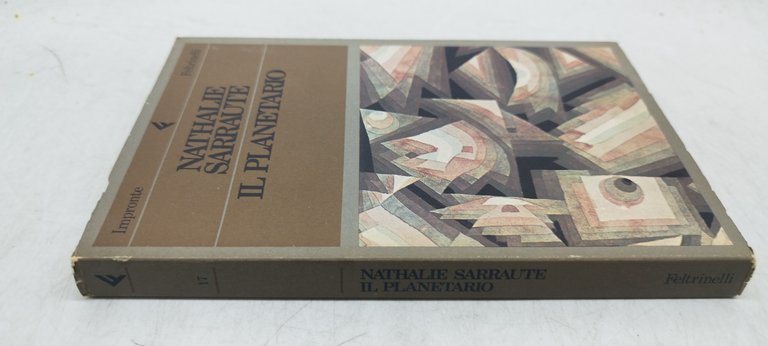 Impronte
Feltrinelli
NATHALIE
SARRAUTE
IL PLANETARIO
17
NATHALIE SARRAUTE
IL PLANETARIO
Feltrinelli